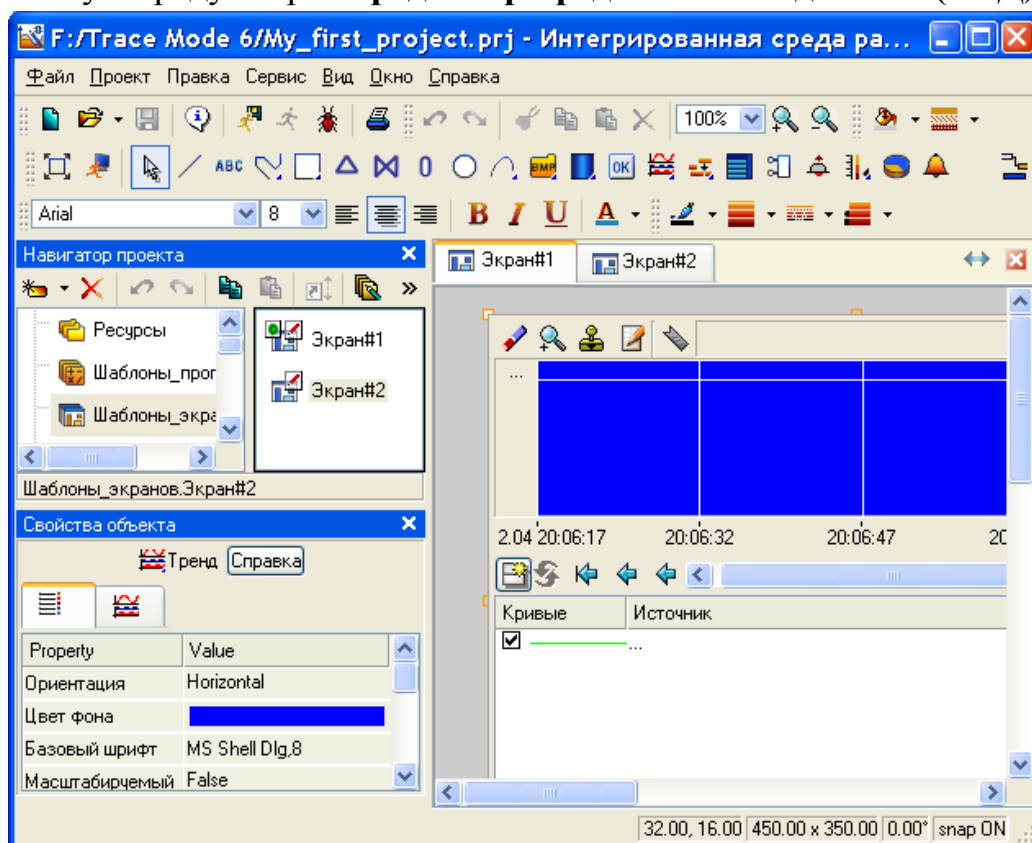 F:/Trace Mode 6/My_first_project.prj - Интегрированная среда ра...
Файл Проект Правка Сервис Вид Окно Справка
100%
ABC BMP OK
Arial 8 B I U A
Навигатор проекта
Экран#1 Экран#2
Ресурсы
Шаблоны_прог
Шаблоны_экра
Экран#1
Экран#2
Шаблоны_экранов.Экран#2
Свойства объекта
Тренд Справка
Property Value
Ориентация Horizontal
Цвет фона
Базовый шрифт MS Shell Dlg,8
Масштабируемый False
...
2.04 20:06:17 20:06:32 20:06:47 20
Кривые Источник
...
32.00, 16.00 450.00 x 350.00 0.00° snap ON